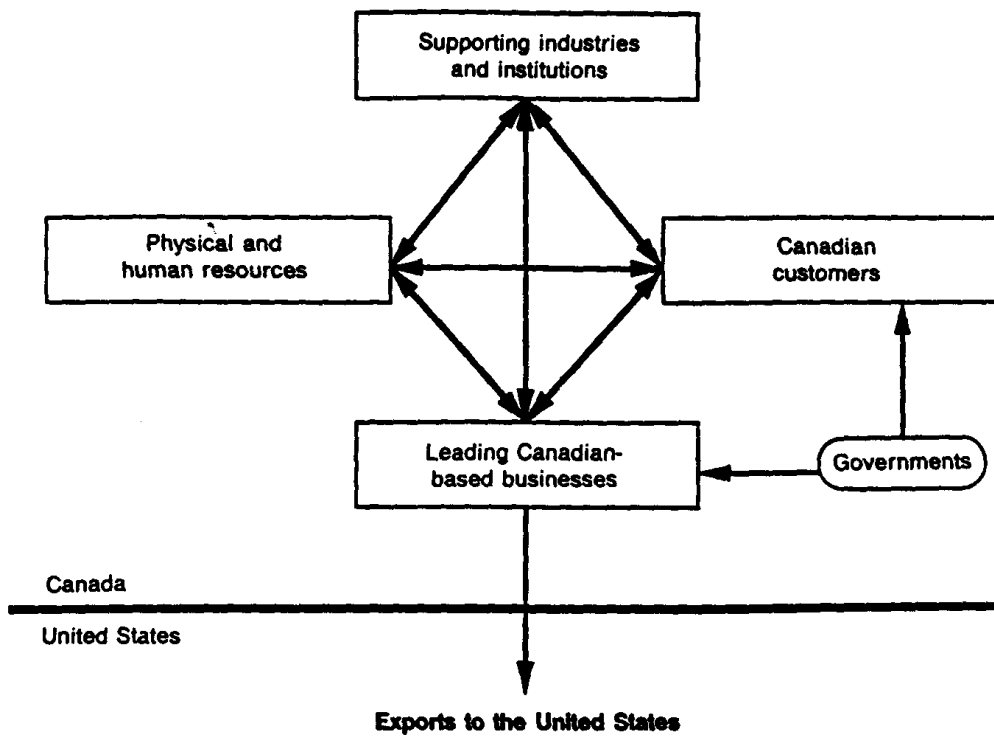 Supporting industries
and institutions
Physical and
human resources
Canadian
customers
Leading Canadian-
based businesses
Governments
Canada
United States
Exports to the United States